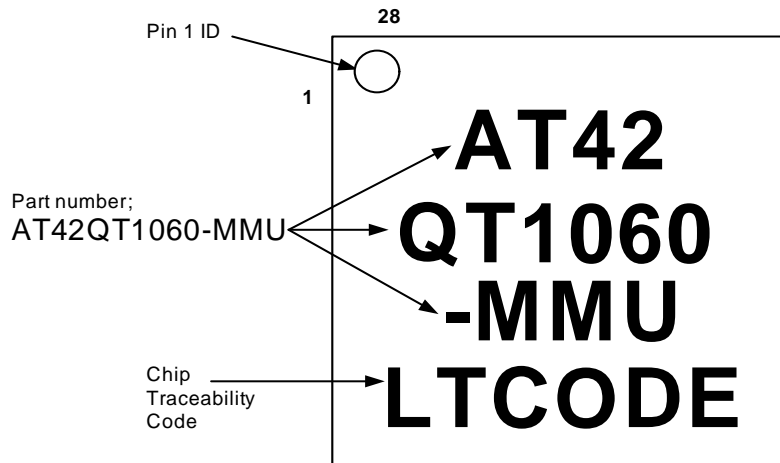 28
Pin 1 ID
1
AT42
Part number;
AT42QT1060-MMU
QT1060
-MMU
Chip
Traceability
Code
LTCODE